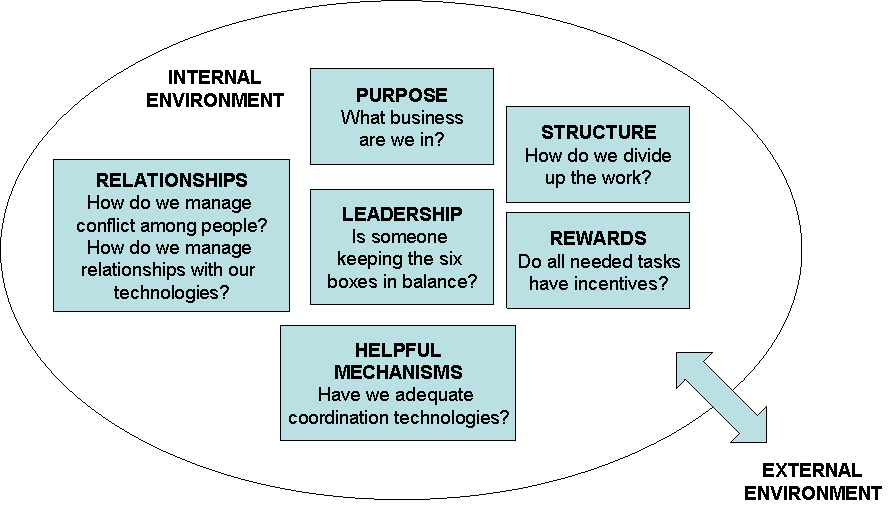 INTERNAL
ENVIRONMENT
PURPOSE
What business
are we in?
STRUCTURE
How do we divide
up the work?
RELATIONSHIPS
How do we manage
conflict among people?
How do we manage
relationships with our
technologies?
LEADERSHIP
Is someone
keeping the six
boxes in balance?
REWARDS
Do all needed tasks
have incentives?
HELPFUL
MECHANISMS
Have we adequate
coordination technologies?
EXTERNAL
ENVIRONMENT